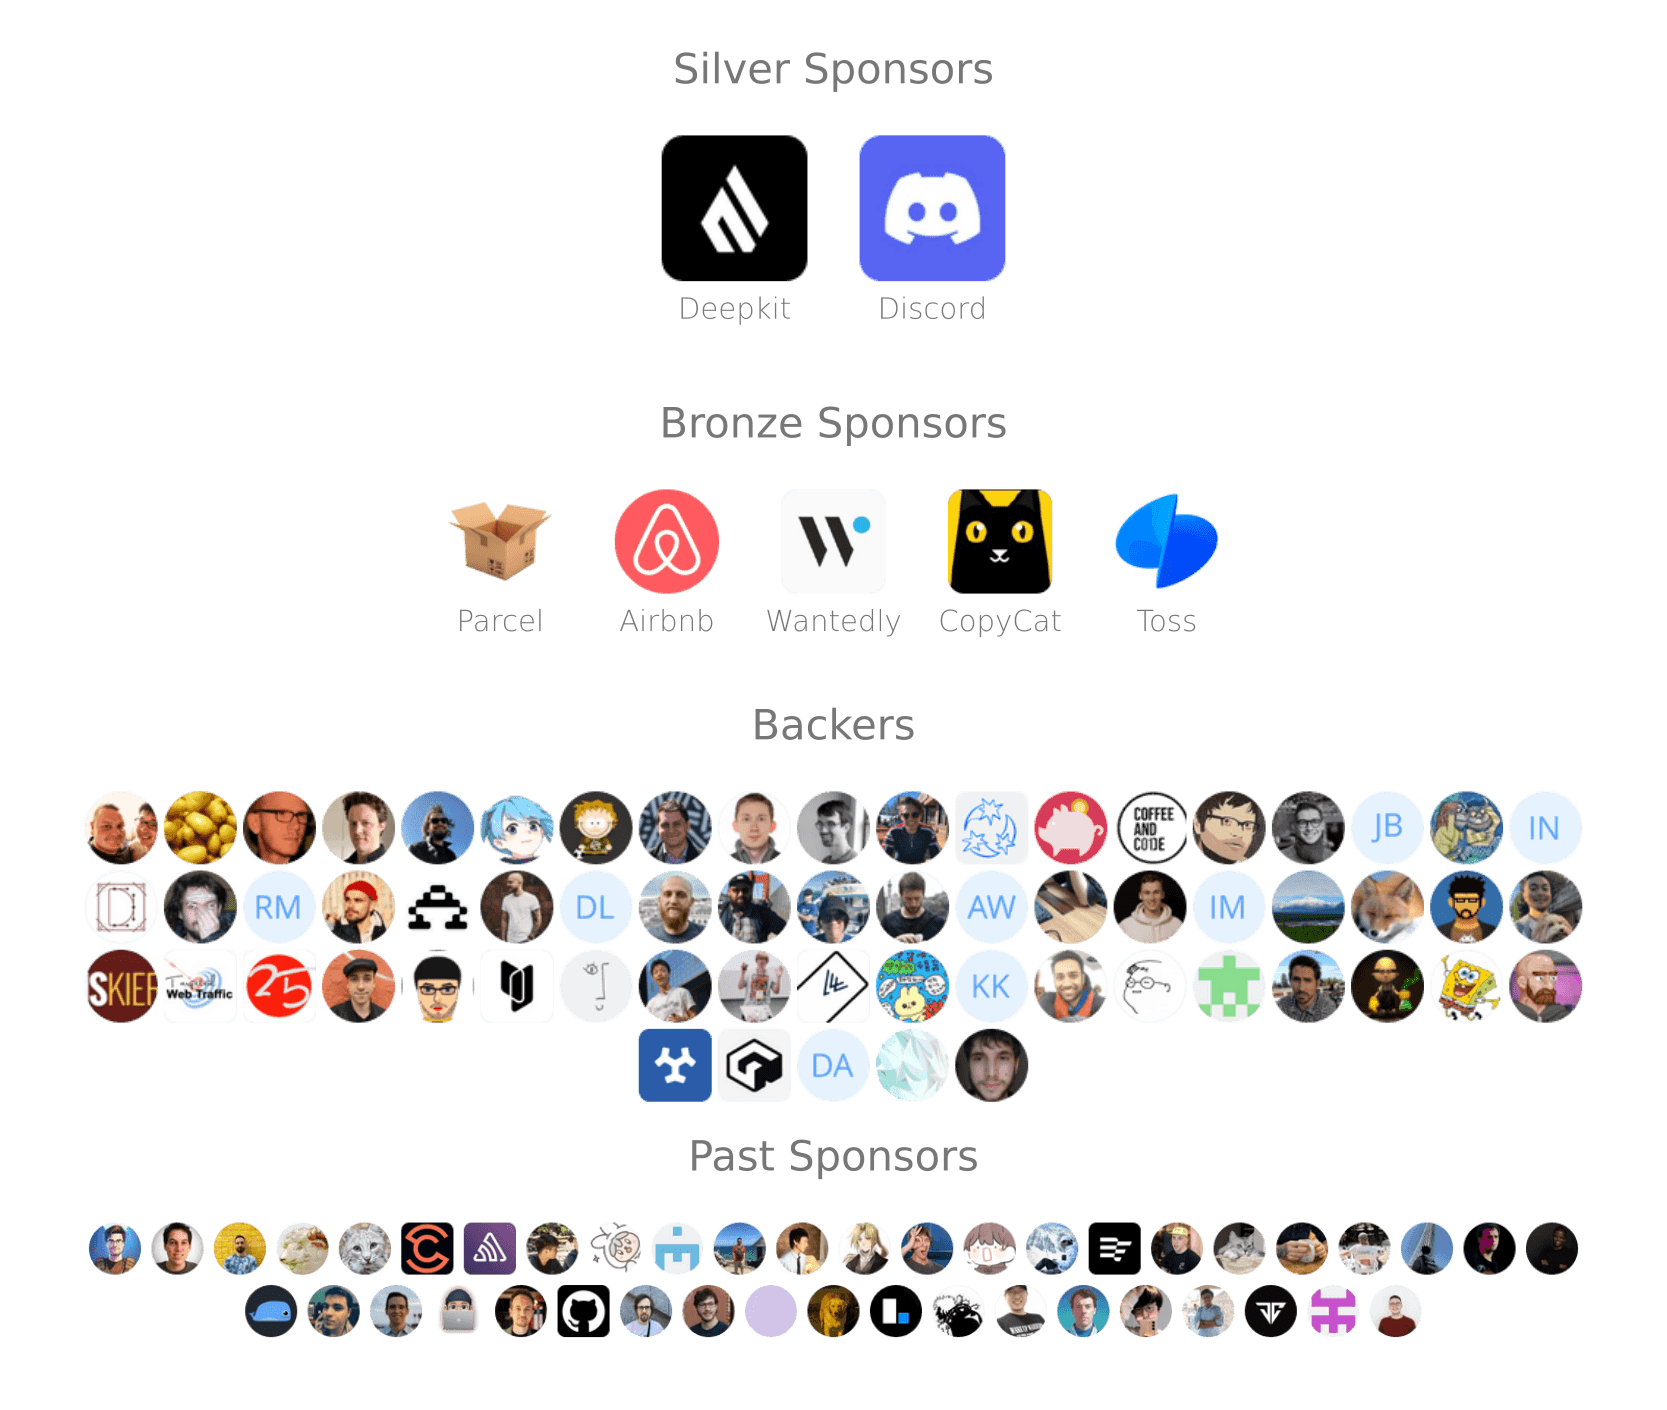 Silver Sponsors
Deepkit
Discord
Bronze Sponsors
Parcel
Airbnb
Wantedly
CopyCat
Toss
Backers
COFFEE
AND
CODE
JB
IN
RM
DL
AW
IM
SKIEF
Web Traffic
25
KK
DA
Past Sponsors